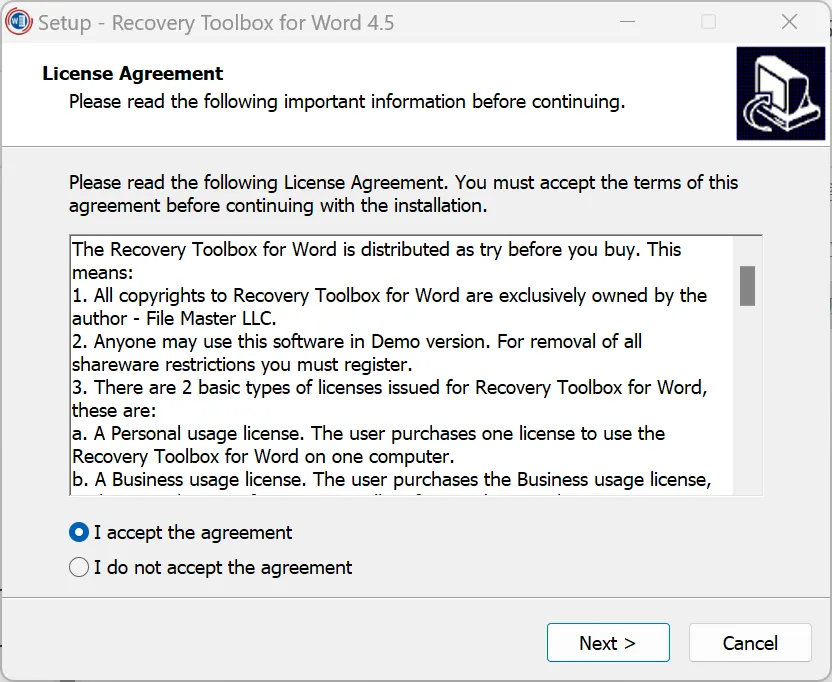 Setup - Recovery Toolbox for Word 4.5
License Agreement
Please read the following important information before continuing.
Please read the following License Agreement. You must accept the terms of this
agreement before continuing with the installation.
The Recovery Toolbox for Word is distributed as try before you buy. This
means:
1. All copyrights to Recovery Toolbox for Word are exclusively owned by the
author - File Master LLC.
2. Anyone may use this software in Demo version. For removal of all
shareware restrictions you must register.
3. There are 2 basic types of licenses issued for Recovery Toolbox for Word,
these are:
a. A Personal usage license. The user purchases one license to use the
Recovery Toolbox for Word on one computer.
b. A Business usage license. The user purchases the Business usage license,
I accept the agreement
I do not accept the agreement
Next >
Cancel